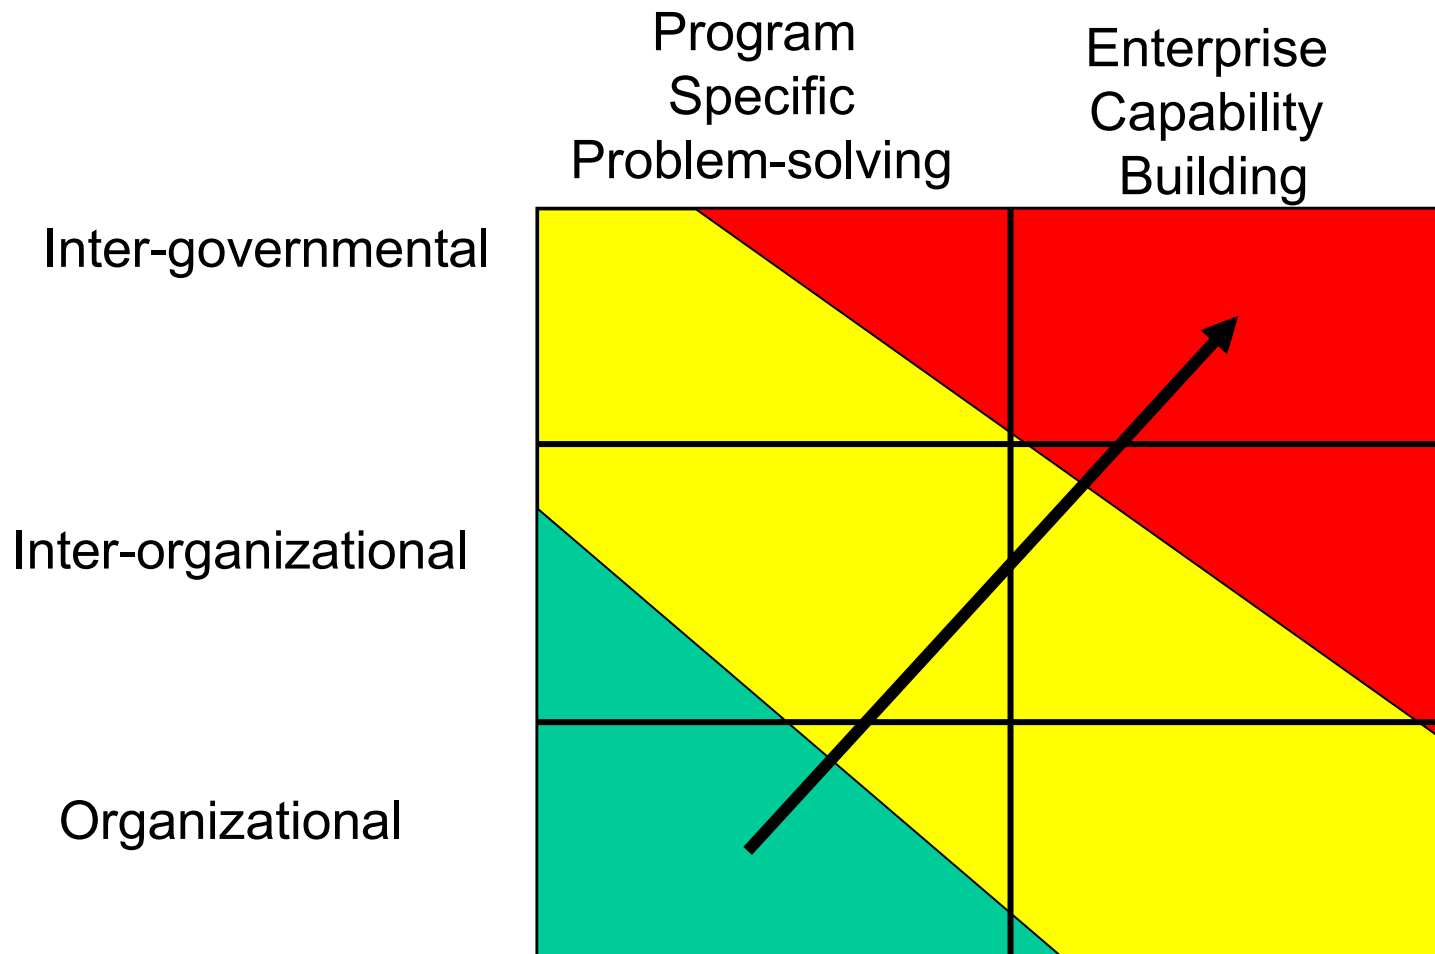 Program
Specific
Problem-solving
Enterprise
Capability
Building
Inter-governmental
Inter-organizational
Organizational